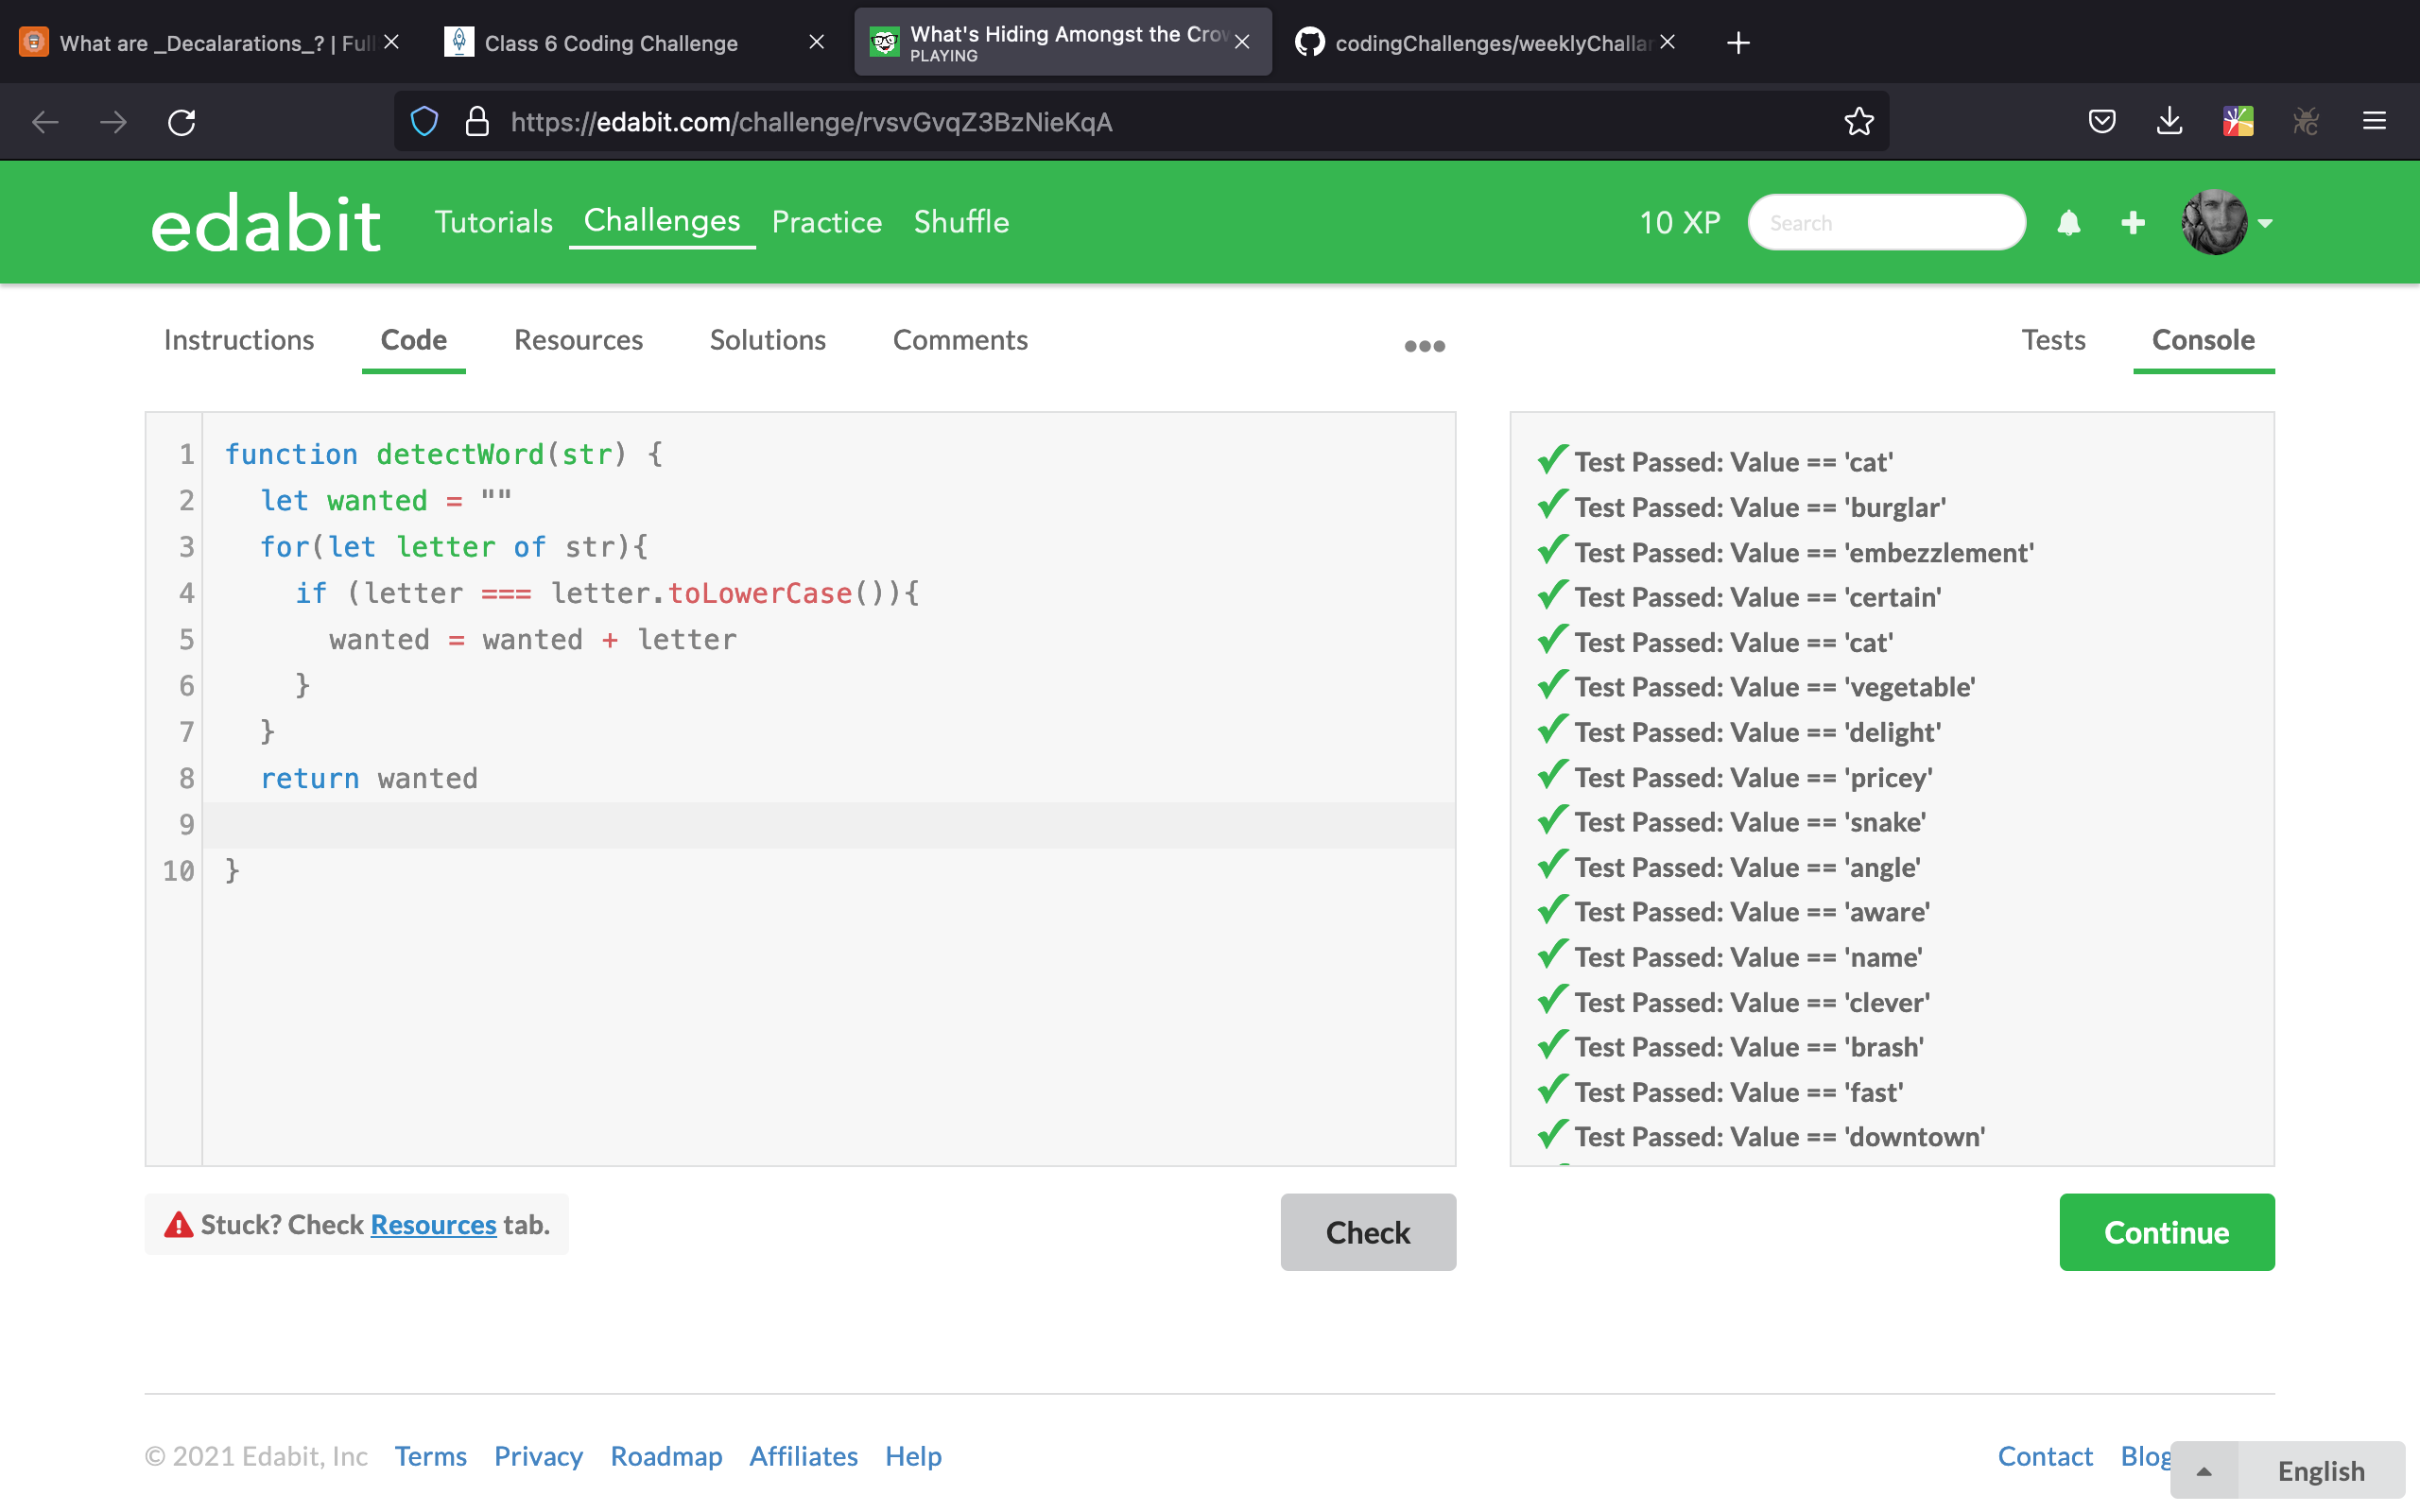 What are _Decalarations_? | Full
Class 6 Coding Challenge
What's Hiding Amongst the Crow
PLAYING
codingChallenges/weeklyChallan
https://edabit.com/challenge/rvsvGvqZ3BzNieKqA
edabit
Tutorials
Challenges
Practice
Shuffle
10 XP
Search
Instructions
Code
Resources
Solutions
Comments
Tests
Console
1 function detectWord(str) {
2 let wanted = ""
3 for(let letter of str){
4 if (letter === letter.toLowerCase()){
5 wanted = wanted + letter
6 }
7 }
8 return wanted
9
10 }
Test Passed: Value == 'cat'
Test Passed: Value == 'burglar'
Test Passed: Value == 'embezzlement'
Test Passed: Value == 'certain'
Test Passed: Value == 'cat'
Test Passed: Value == 'vegetable'
Test Passed: Value == 'delight'
Test Passed: Value == 'pricey'
Test Passed: Value == 'snake'
Test Passed: Value == 'angle'
Test Passed: Value == 'aware'
Test Passed: Value == 'name'
Test Passed: Value == 'clever'
Test Passed: Value == 'brash'
Test Passed: Value == 'fast'
Test Passed: Value == 'downtown'
Stuck? Check Resources tab.
Check
Continue
© 2021 Edabit, Inc
Terms
Privacy
Roadmap
Affiliates
Help
Contact
Blog
English